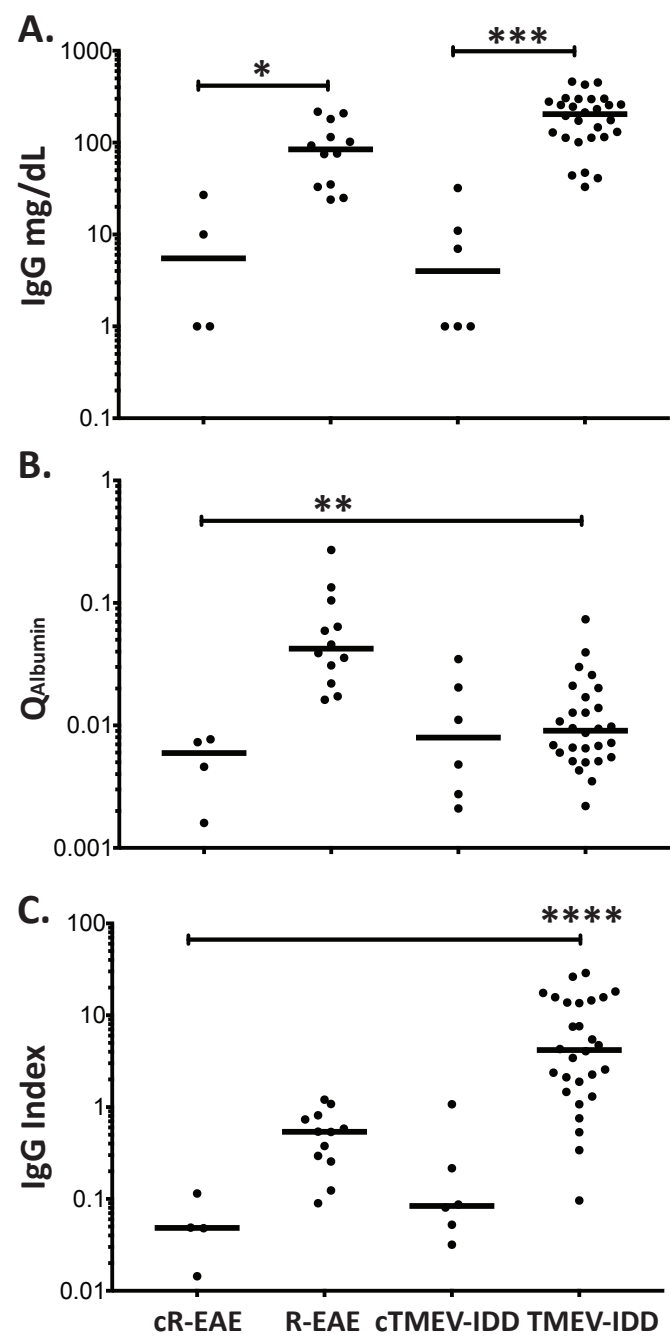 A.
IgG mg/dL
1000
100
10
1
0.1
*
***
B.
QAlbumin
1
0.1
0.01
0.001
**
C.
IgG Index
100
10
1
0.1
0.01
****
cR-EAE R-EAE cTMEV-IDD TMEV-IDD